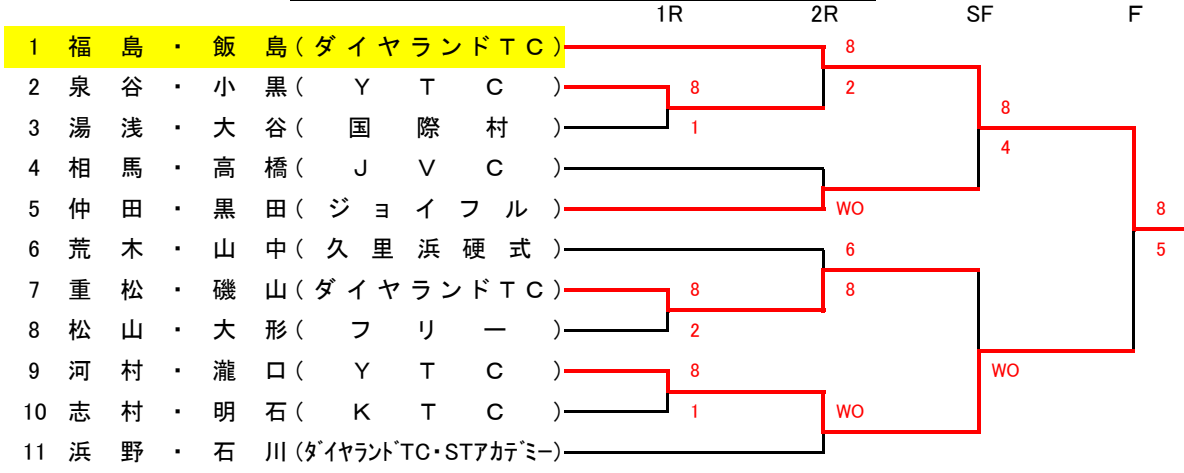 1R 2R SF F
1 福島・飯島(ダイヤランドTC) 8
2 泉谷・小黒(YTC) 8 2
3 湯浅・大谷(国際村) 1 8
4 相馬・高橋(JVC) 4
5 仲田・黒田(ジョイフル) WO 8
6 荒木・山中(久里浜硬式) 6 5
7 重松・磯山(ダイヤランドTC) 8 8
8 松山・大形(フリー) 2
9 河村・瀧口(YTC) 8 WO
10 志村・明石(KTC) 1 WO
11 浜野・石川(ダイヤランドTC・STアカデミー)